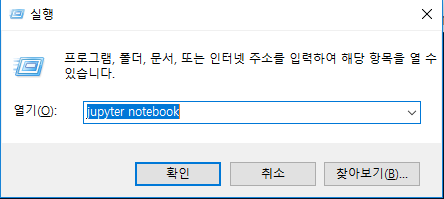 실행
프로그램, 폴더, 문서, 또는 인터넷 주소를 입력하여 해당 항목을 열 수
있습니다.
열기(O): jupyter notebook
확인 취소 찾아보기(B)...